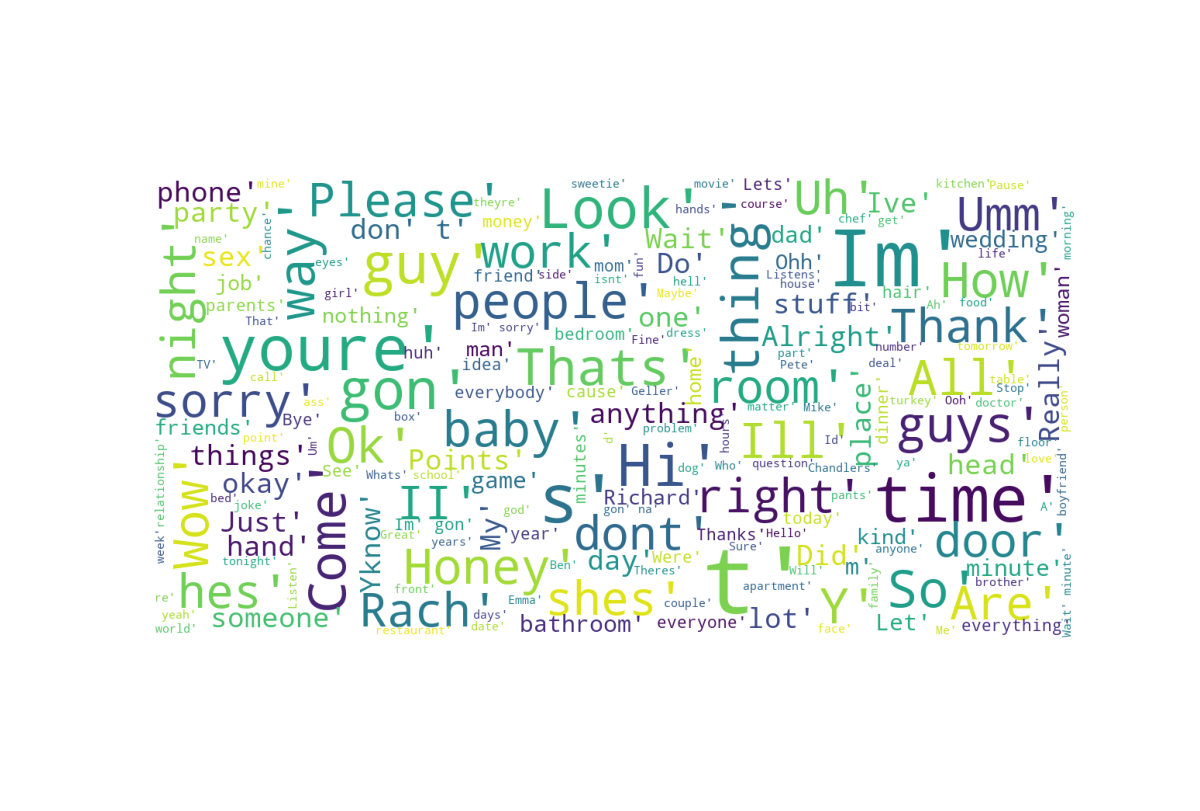 phone'
mine'
Please'
theyre'
sweetie'
Look'
hands'
movie'
Lets'
course'
Uh'
Ive'
chef'
get'
kitchen'
Pause'
Umm'
party'
name'
chance'
way'
don' t'
money'
work'
Wait'
thing'
dad'
Im'
wedding'
morning'
night'
sex'
eyes'
guy'
friend'
side'
mom'
fun'
Do'
Ohh'
Listens'
house'
hair'
Ah'
How'
life'
woman'
job'
parents'
girl'
people'
isnt'
hell'
Maybe'
stuff'
bit'
food'
That'
nothing'
Im' sorry'
bedroom'
one'
dress'
Alright'
Thank'
TV'
youre'
huh'
man'
idea'
Thats'
Fine'
home'
part'
Pete'
number'
deal'
tomorrow'
Really'
call'
gon'
everybody'
cause'
Geller'
room'
place'
All'
table'
Stop'
person'
sorry'
ass'
Bye'
box'
baby'
anything'
matter'
Mike'
dinner'
turkey'
Ooh'
doctor'
friends'
point'
Um'
Ok'
minutes'
d'
problem'
hours'
Ill'
Id'
guys'
floor'
love'
things'
See'
Points'
Hi'
dog'
Who'
question'
Chandlers'
ya'
head'
boyfriend'
relationship'
Wow'
okay'
bed'
Come'
Whats'
school'
game'
s'
Richard'
right'
pants'
time'
A'
joke'
Just'
Yknow'
II'
god'
gon' na'
today'
week'
hand'
Im' gon'
Great'
years'
My'
year'
dont'
Thanks'
Hello'
Sure'
Did'
kind'
anyone'
door'
tonight'
Listen'
Honey'
Ben'
day'
Were'
Theres'
t'
Will'
m'
minute'
Wait' minute'
re'
hes'
front'
shes'
apartment'
family'
So'
brother'
Are'
yeah'
world'
someone'
Rach'
days'
Emma'
couple'
Y'
restaurant'
date'
bathroom'
everyone'
lot'
face'
Let'
Me'
everything'